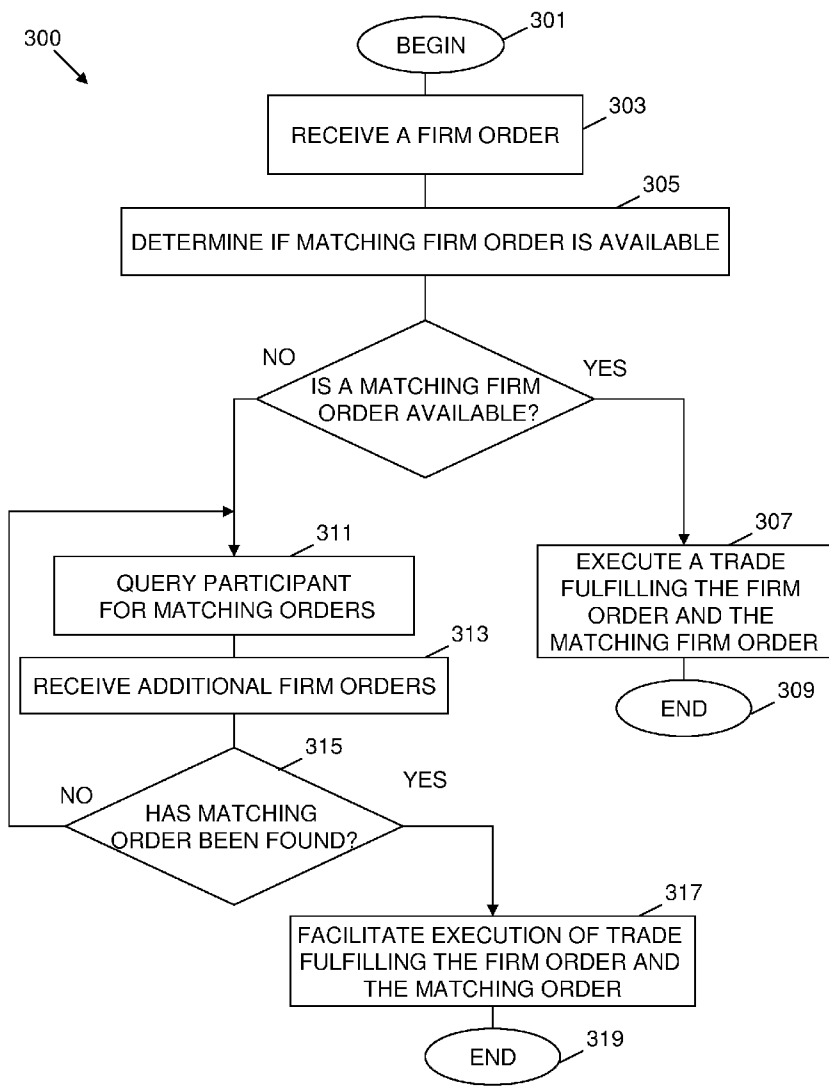 300
BEGIN
301
RECEIVE A FIRM ORDER
303
305
DETERMINE IF MATCHING FIRM ORDER IS AVAILABLE
NO
YES
IS A MATCHING FIRM
ORDER AVAILABLE?
311
QUERY PARTICIPANT
FOR MATCHING ORDERS
307
EXECUTE A TRADE
FULFILLING THE FIRM
ORDER AND THE
MATCHING FIRM ORDER
313
RECEIVE ADDITIONAL FIRM ORDERS
END
309
315
NO
YES
HAS MATCHING
ORDER BEEN FOUND?
317
FACILITATE EXECUTION OF TRADE
FULFILLING THE FIRM ORDER AND
THE MATCHING ORDER
END
319